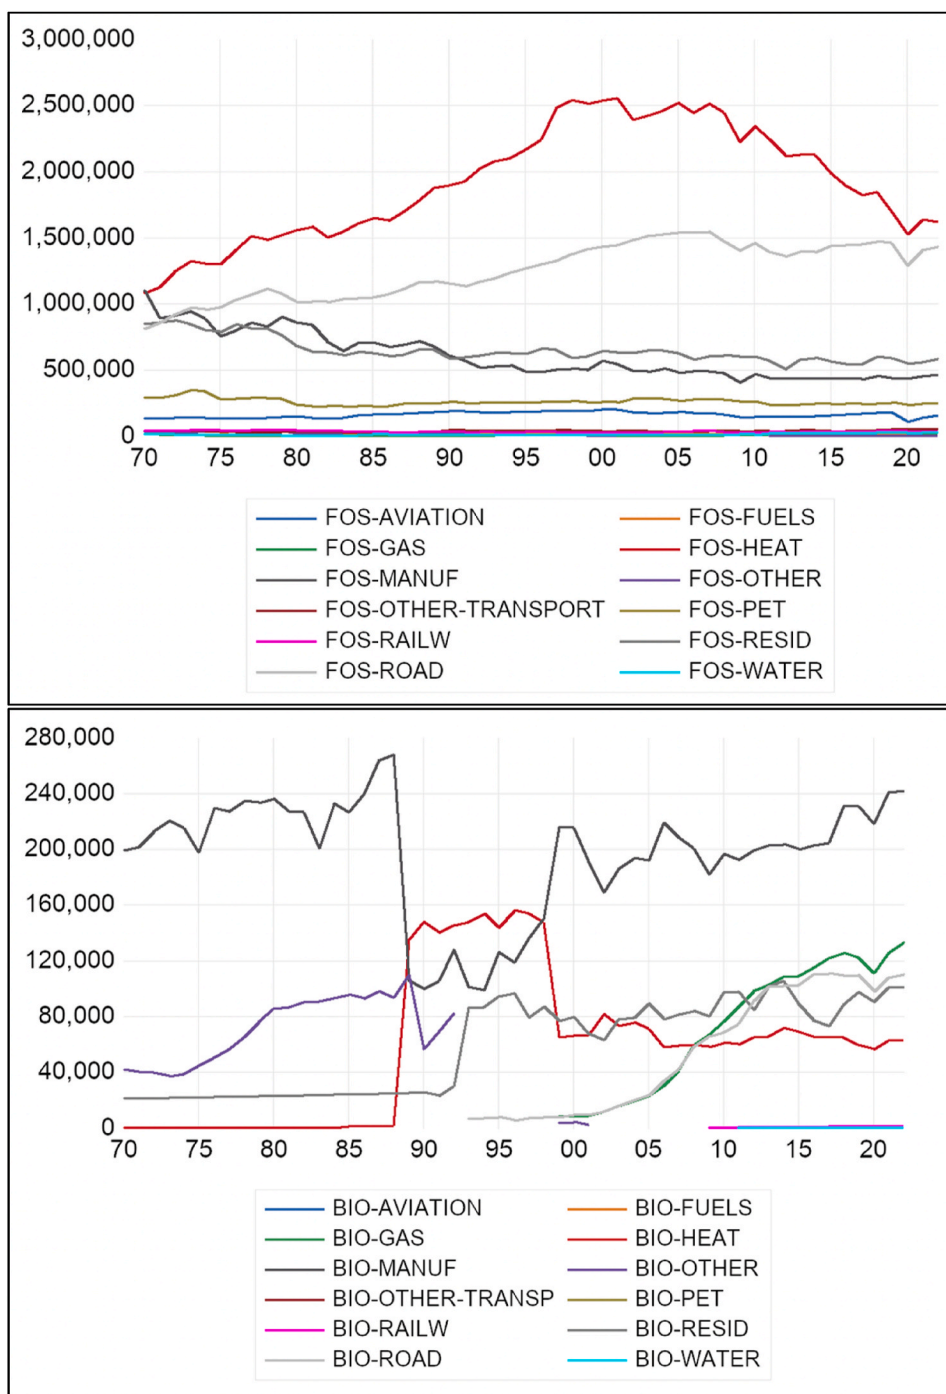 3,000,000
2,500,000
2,000,000
1,500,000
1,000,000
500,000
0
70 75 80 85 90 95 00 05 10 15 20
FOS-AVIATION FOS-FUELS
FOS-GAS FOS-HEAT
FOS-MANUF FOS-OTHER
FOS-OTHER-TRANSPORT FOS-PET
FOS-RAILW FOS-RESID
FOS-ROAD FOS-WATER
280,000
240,000
200,000
160,000
120,000
80,000
40,000
0
70 75 80 85 90 95 00 05 10 15 20
BIO-AVIATION BIO-FUELS
BIO-GAS BIO-HEAT
BIO-MANUF BIO-OTHER
BIO-OTHER-TRANSP BIO-PET
BIO-RAILW BIO-RESID
BIO-ROAD BIO-WATER